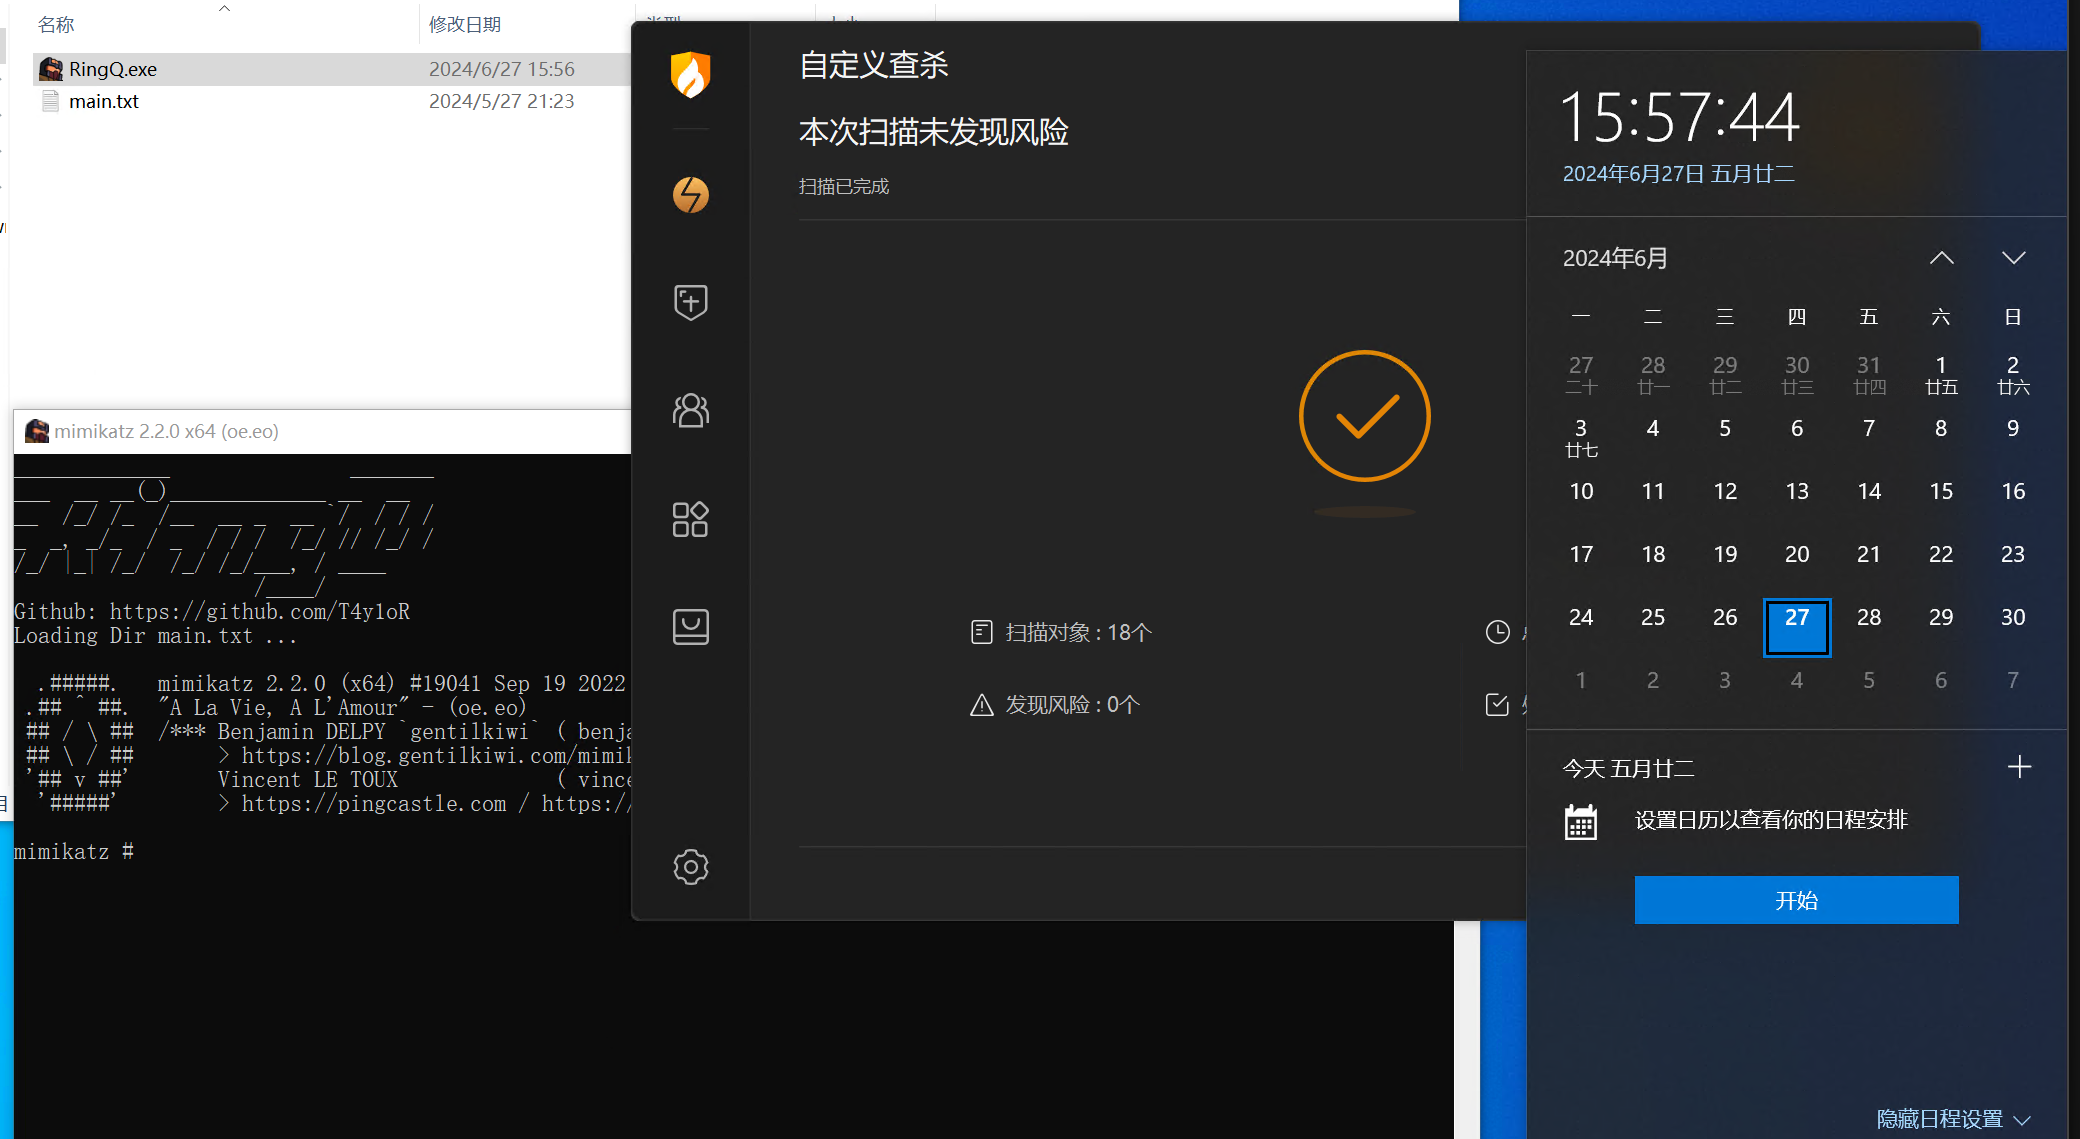 名称 修改日期
RingQ.exe 2024/6/27 15:56
main.txt 2024/5/27 21:23
mimikatz 2.2.0 x64 (oe.eo)
Github: https://github.com/T4y1oR
Loading Dir main.txt ...
.#####. mimikatz 2.2.0 (x64) #19041 Sep 19 2022
.## ^ ##. "A La Vie, A L'Amour" - (oe.eo)
## / \ ## /*** Benjamin DELPY `gentilkiwi` ( benja
## \ / ## > https://blog.gentilkiwi.com/mimik
'## v ##' Vincent LE TOUX ( vince
'#####' > https://pingcastle.com / https:/
mimikatz #
自定义查杀
本次扫描未发现风险
扫描已完成
扫描对象 : 18个
发现风险 : 0个
15:57:44
2024年6月27日 五月廿二
2024年6月
一 二 三 四 五 六 日
27 28 29 30 31 1 2
二十 廿一 廿二 廿三 廿四 廿五 廿六
3 4 5 6 7 8 9
廿七
10 11 12 13 14 15 16
17 18 19 20 21 22 23
24 25 26 27 28 29 30
1 2 3 4 5 6 7
今天 五月廿二
设置日历以查看你的日程安排
开始
隐藏日程设置